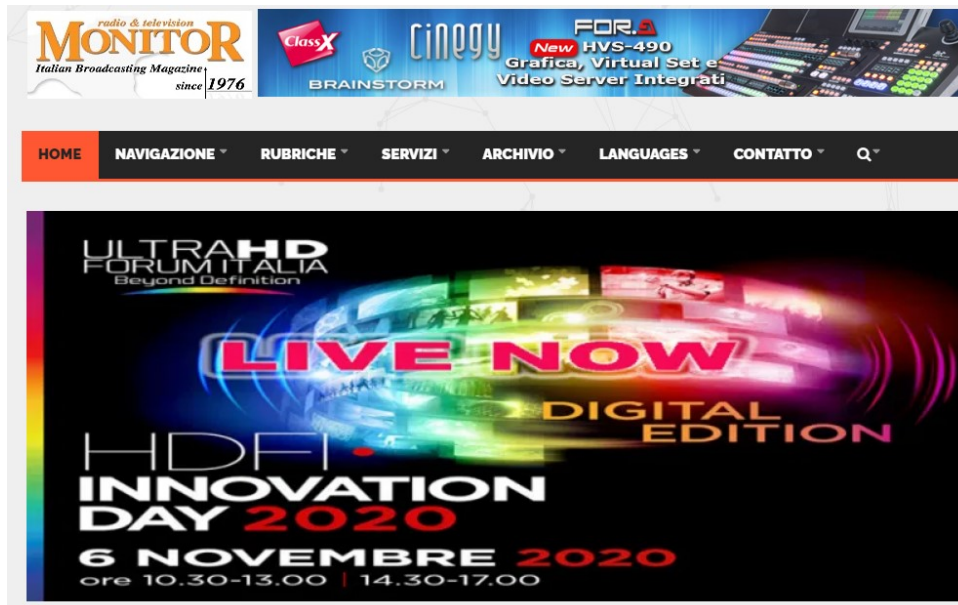 radio & television
MONITOR
Italian Broadcasting Magazine
since 1976
ClassX
BRAINSTORM
Cinegy
FOR.A
New HVS-490
Grafica, Virtual Set e
Video Server Integrati
HOME NAVIGAZIONE RUBRICHE SERVIZI ARCHIVIO LANGUAGES CONTATTO
ULTRAHD
FORUM ITALIA
Beyond Definition
LIVE NOW
DIGITAL
EDITION
HDFI
INNOVATION
DAY 2020
6 NOVEMBRE 2020
ore 10.30-13.00 | 14.30-17.00